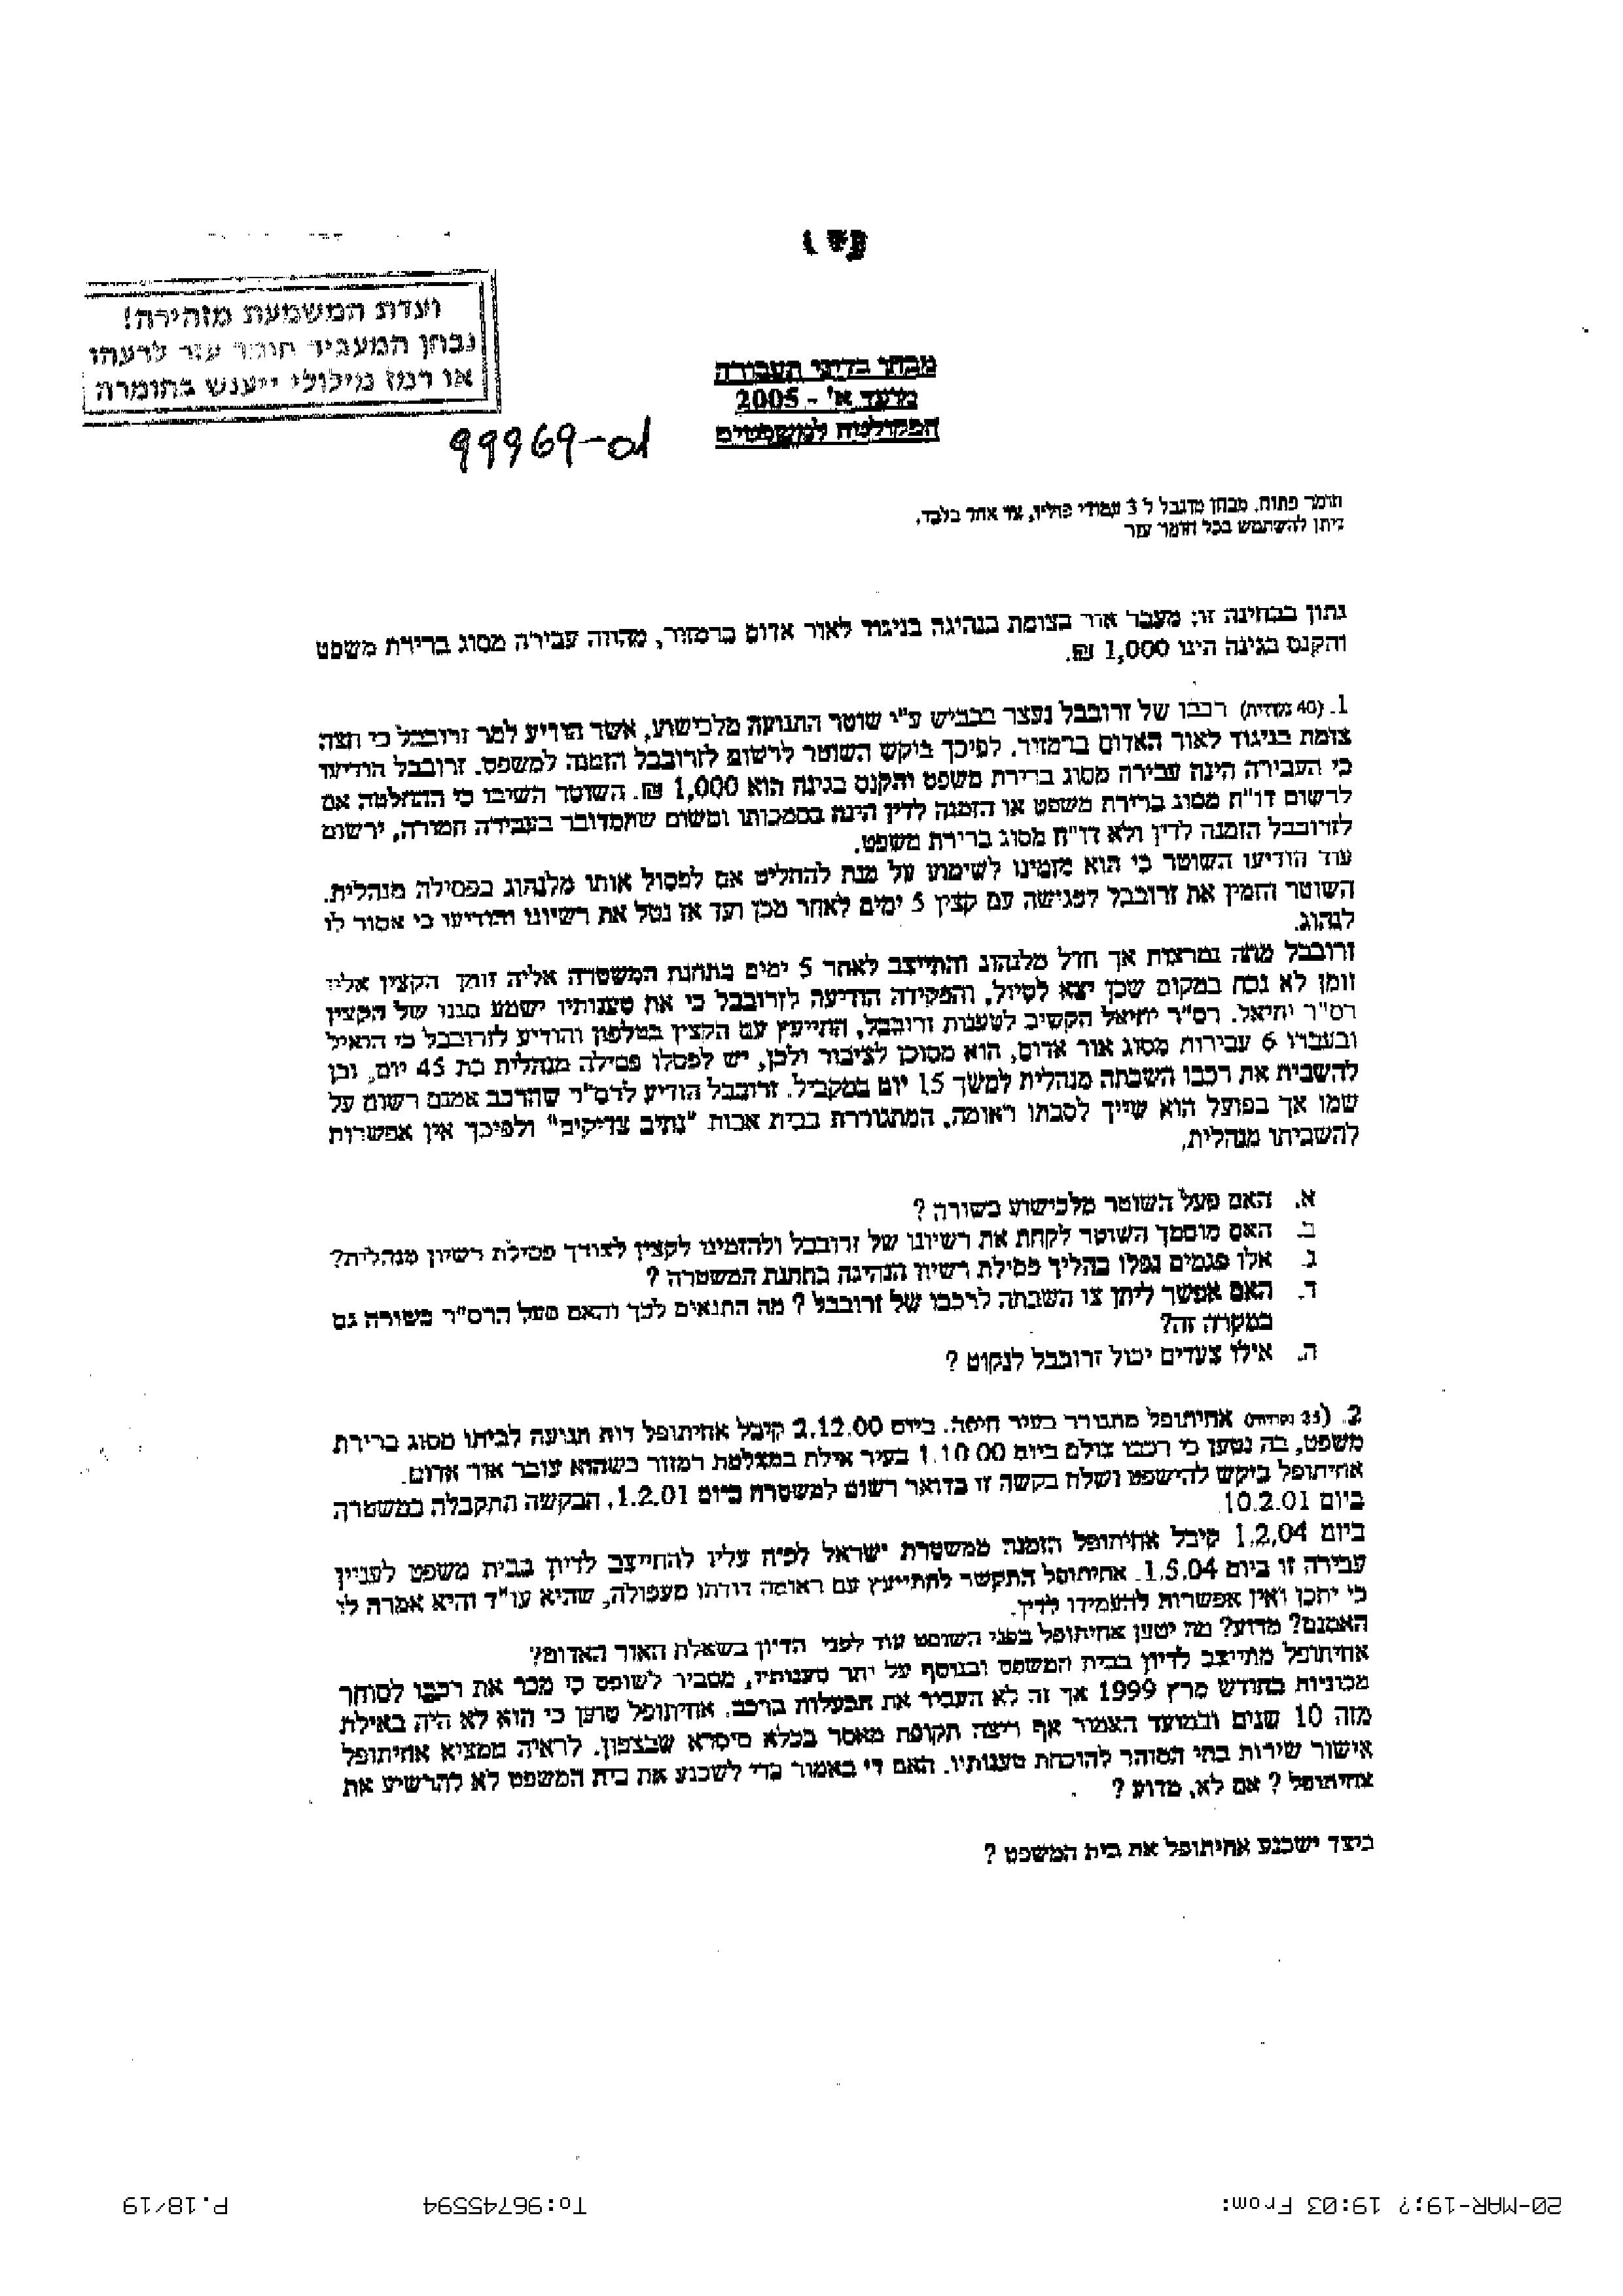 ועדת המשמעת מזהירה!
נבחן המעביר חומר עזר לרעהו
או רמז מילולי ייענש בחומרה
99969-01
מבחן בדיני תעבורה
מועד א' - 2005
הפקולטה למשפטים
חומר פתוח. מבחן מוגבל ל 3 עמודי פוליו, צד אחד בלבד.
ניתן להשתמש בכל חומר עזר
נתון בבחינה זו: מעבר אור בצומת בנהיגה בניגוד לאור אדום ברמזור, מהווה עבירה מסוג ברירת משפט
והקנס בגינה הינו 1,000 ₪.
1. (40 נקודות) רכבו של זרובבל נעצר בכביש ע"י שוטר התנועה מלכישוע, אשר הודיע למר זרובבל כי חצה
צומת בניגוד לאור האדום ברמזור. לפיכך ביקש השוטר לרשום לזרובבל הזמנה למשפט. זרובבל הודיעו
כי העבירה הינה עבירה מסוג ברירת משפט והקנס בגינה הוא 1,000 ₪. השוטר השיבו כי ההחלטה אם
לרשום דו"ח מסוג ברירת משפט או הזמנה לדין הינה בסמכותו ומשום שמדובר בעבירה חמורה, ירשום
לזרובבל הזמנה לדין ולא דו"ח מסוג ברירת משפט.
עוד הודיעו השוטר כי הוא מזמינו לשימוע על מנת להחליט אם לפסול אותו מלנהוג בפסילה מנהלית.
השוטר הזמין את זרובבל לפגישה עם קצין 5 ימים לאחר מכן ועד אז נטל את רשיונו והודיעו כי אסור לו
לנהוג.
זרובבל מחה נמרצות אך חדל מלנהוג והתייצב לאחר 5 ימים בתחנת המשטרה אליה זומן. הקצין אליו
זומן לא נכח במקום שכן יצא לטיול, והפקידה הודיעה לזרובבל כי את טענותיו ישמע סגנו של הקצין
רס"ר יחיאל. רס"ר יחיאל הקשיב לטענות זרובבל, התייעץ עם הקצין בטלפון והודיע לזרובבל כי הואיל
ובעברו 6 עבירות מסוג אור אדום, הוא מסוכן לציבור ולכן, יש לפסלו פסילה מנהלית בת 45 יום, וכן
להשבית את רכבו השבתה מנהלית למשך 15 יום במקביל. זרובבל הודיע לרס"ר שהרכב אמנם רשום על
שמו אך בפועל הוא שייך לסבתו ראומה, המתגוררת בבית אבות "נתיב צדיקים" ולפיכך אין אפשרות
להשביתו מנהלית.
א. האם פעל השוטר מלכישוע כשורה ?
ב. האם מוסמך השוטר לקחת את רשיונו של זרובבל ולהזמינו לקצין לצורך פסילת רשיון מנהלית?
ג. אלו פגמים נפלו בהליך פסילת רשיון הנהיגה בתחנת המשטרה ?
ד. האם אפשר ליתן צו השבתה לרכבו של זרובבל ? מה התנאים לכך והאם פעל הרס"ר כשורה גם
במקרה זה?
ה. אילו צעדים יכול זרובבל לנקוט ?
2. (35 נקודות) אחיתופל מתגורר בעיר חיפה. ביום 2.12.00 קיבל אחיתופל דוח תנועה לביתו מסוג ברירת
משפט, בה נטען כי רכבו צולם ביום 1.10.00 בעיר אילת במצלמת רמזור כשהוא עובר אור אדום.
אחיתופל ביקש להישפט ושלח בקשה זו בדואר רשום למשטרה ביום 1.2.01. הבקשה התקבלה במשטרה
ביום 10.2.01
ביום 1.2.04 קיבל אחיתופל הזמנה ממשטרת ישראל לפיה עליו להתייצב לדיון בבית משפט לעניין
עבירה זו ביום 1.5.04. אחיתופל התקשר להתייעץ עם ראומה דודתו מעפולה, שהיא עו"ד והיא אמרה לו
כי יתכן ואין אפשרות להעמידו לדין.
האמנם? מדוע? מה יטען אחיתופל בפני השופט עוד לפני הדיון בשאלת האור האדום?
אחיתופל מתייצב לדיון בבית המשפט ובנוסף על יתר טענותיו, מסביר לשופט כי מכר את רכבו לסוחר
מכוניות בחודש מרץ 1999 אך זה לא העביר את הבעלות ברכב. אחיתופל טוען כי הוא לא היה באילת
מזה 10 שנים ובמועד האמור אף ריצה תקופת מאסר בכלא סיסרא שבצפון. לראיה ממציא אחיתופל
אישור שירות בתי הסוהר להוכחת טענותיו. האם די באמור כדי לשכנע את בית המשפט לא להרשיע את
אחיתופל ? אם לא, מדוע ?
כיצד ישכנע אחיתופל את בית המשפט ?
20-MAR-19;? 19:03 From: To:96745594 P.18/19